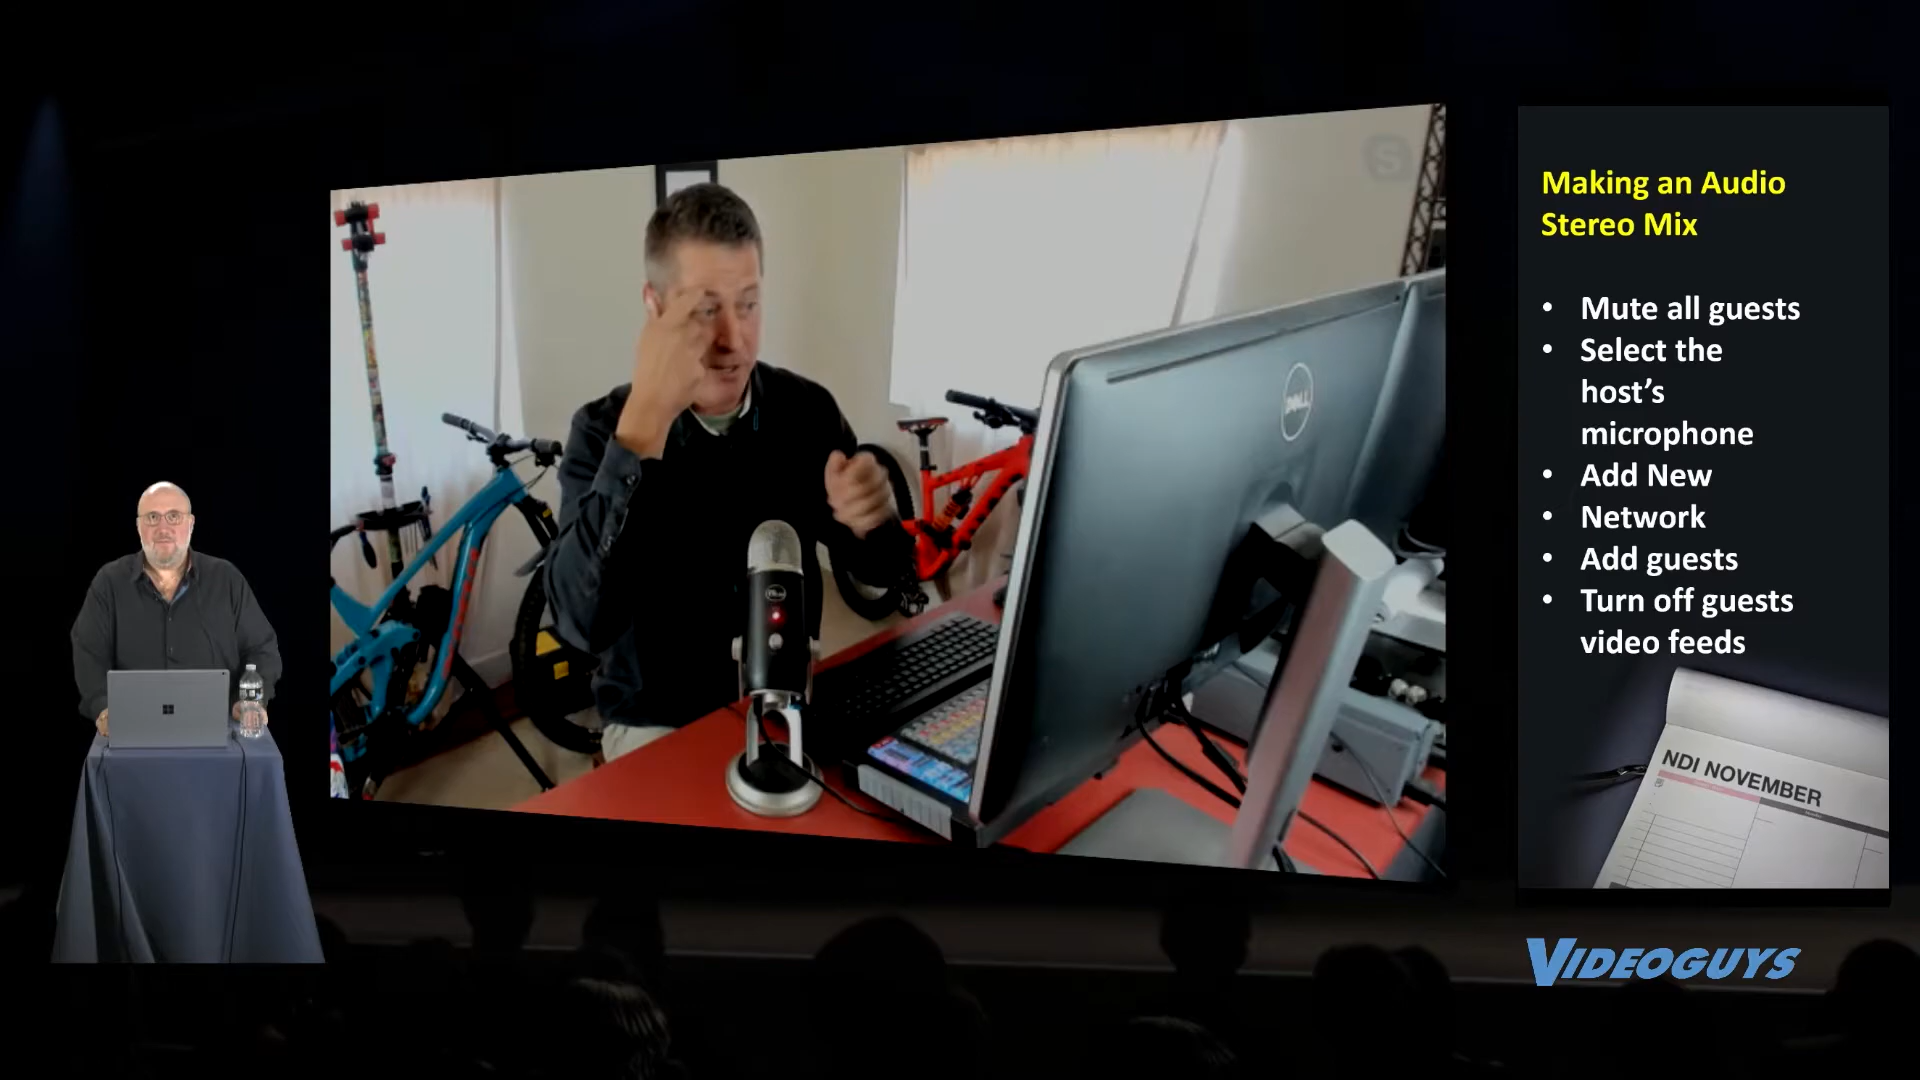 Making an Audio
Stereo Mix
• Mute all guests
• Select the
host’s
microphone
• Add New
• Network
• Add guests
• Turn off guests
video feeds
NDI NOVEMBER
DELL
S
VIDEOGUYS